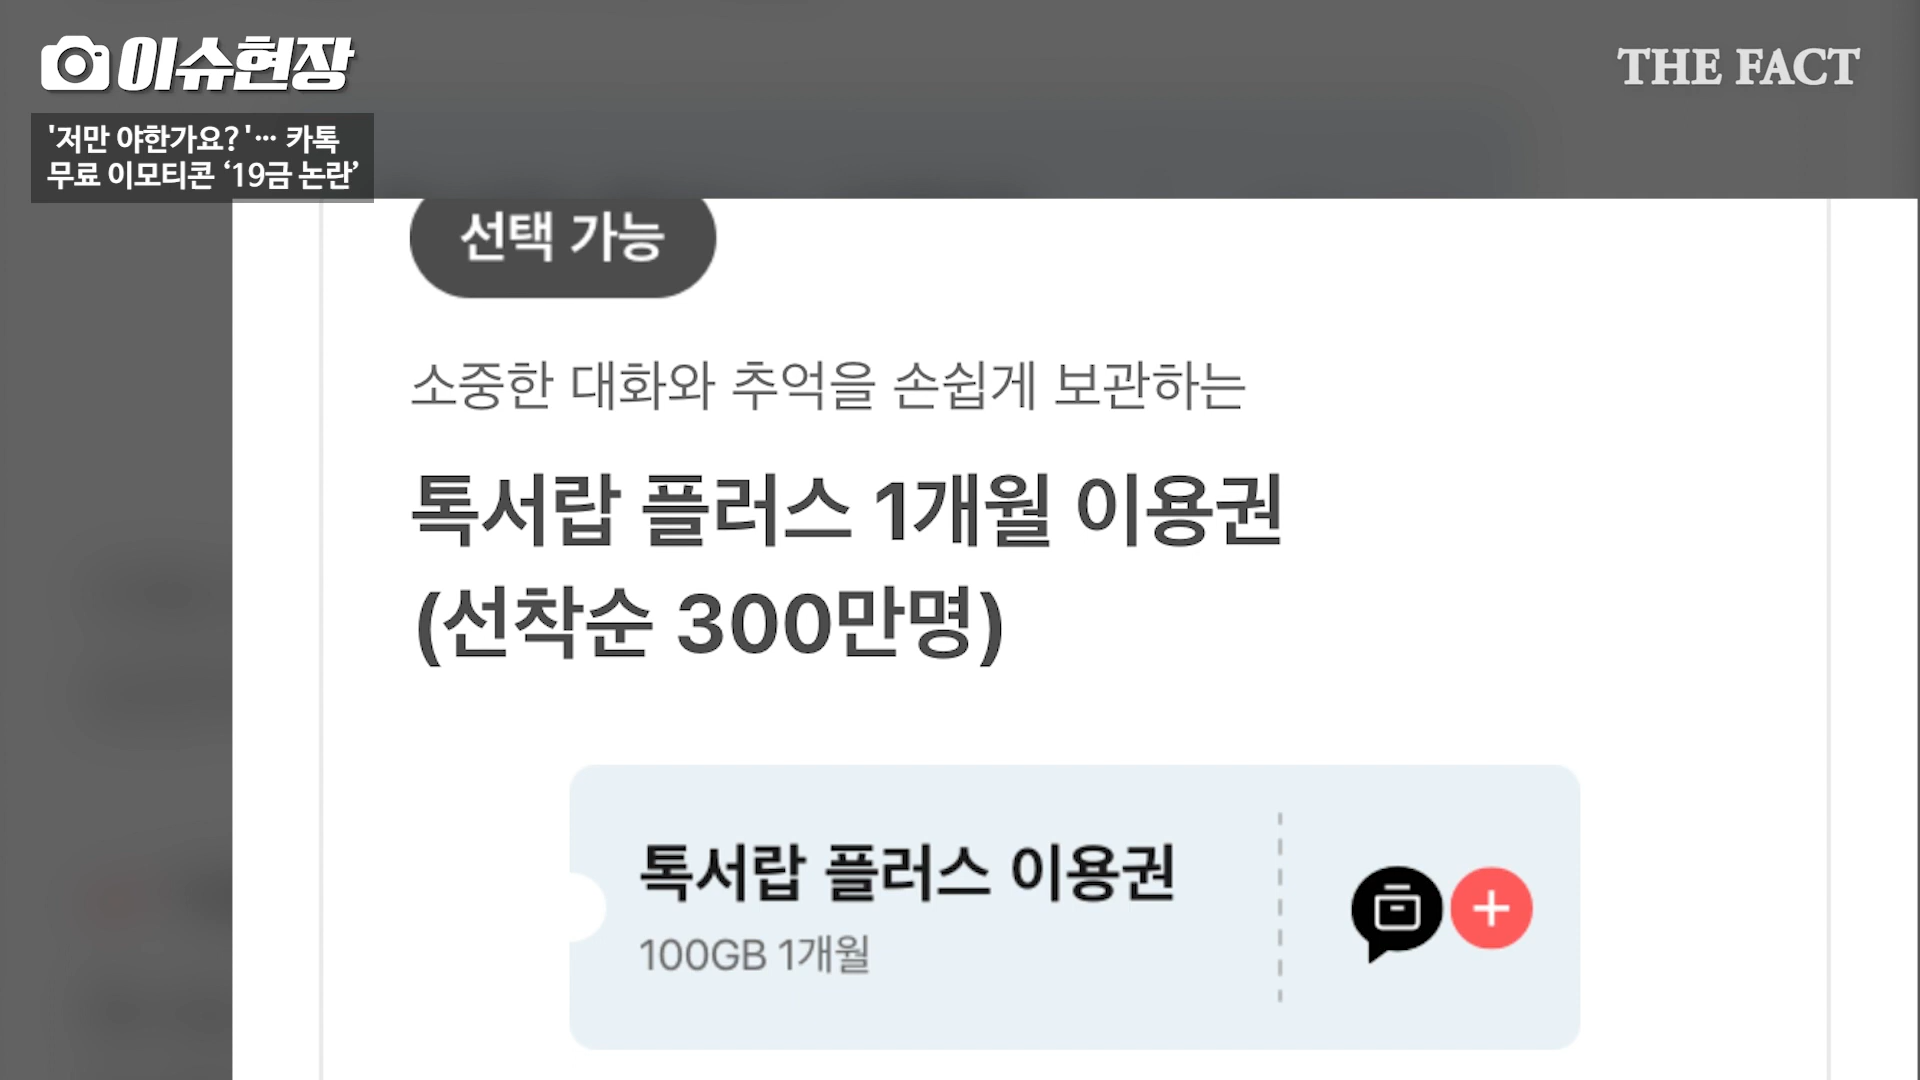 이슈현장
THE FACT
'저만 야한가요?'… 카톡
무료 이모티콘 ‘19금 논란’
선택 가능
소중한 대화와 추억을 손쉽게 보관하는
톡서랍 플러스 1개월 이용권
(선착순 300만명)
톡서랍 플러스 이용권
100GB 1개월